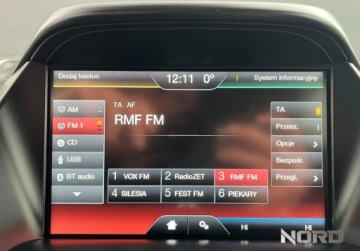 Dodaj telefon
12:11 0°
System informacyjny
AM
FM 1
CD
USB
BT audio
TA AF
RMF FM
TA
Przesz.
Opcje
Bezpośr.
Przegl.
1 VOX FM
2 RadioZET
3 RMF FM
4 SILESIA
5 FEST FM
6 PIEKARY
HI
HI
NORD